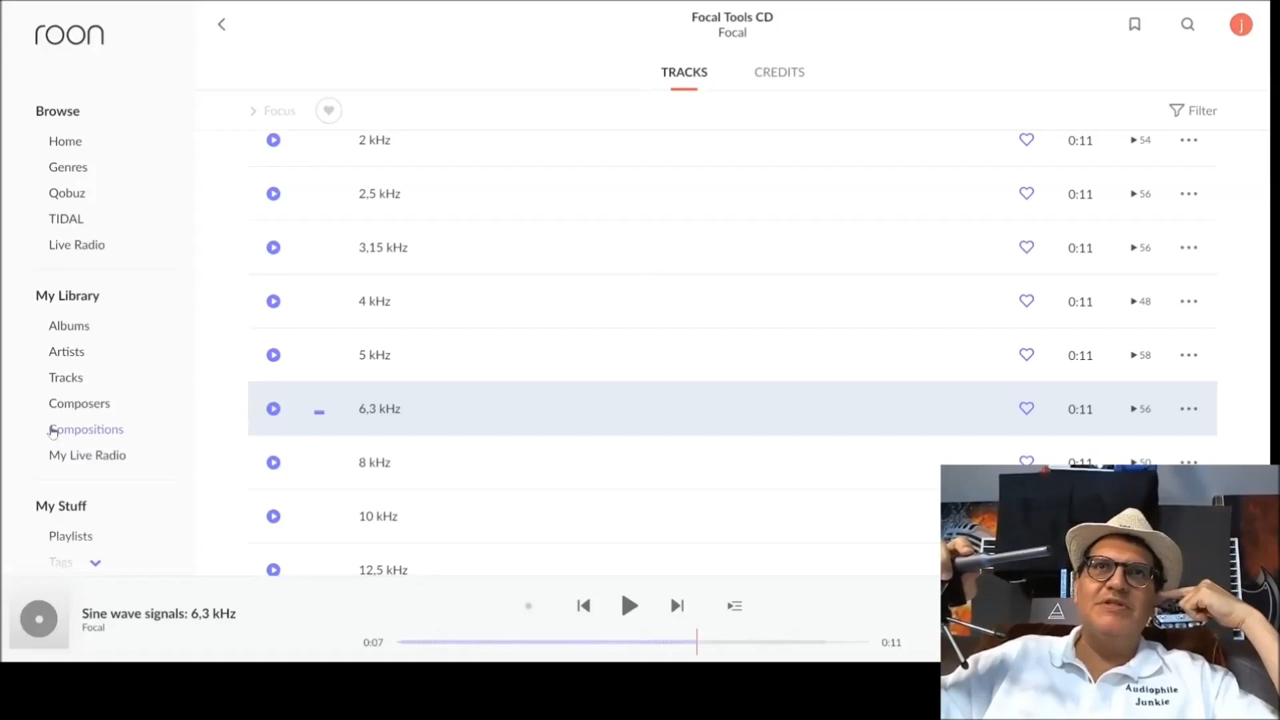 roon
Focal Tools CD
Focal
j
TRACKS
CREDITS
Browse
Home
Genres
Qobuz
TIDAL
Live Radio
My Library
Albums
Artists
Tracks
Composers
Compositions
My Live Radio
My Stuff
Playlists
Tags
Focus
Filter
2 kHz 0:11 54
2,5 kHz 0:11 56
3,15 kHz 0:11 56
4 kHz 0:11 48
5 kHz 0:11 58
6,3 kHz 0:11 56
8 kHz 0:11 50
10 kHz
12,5 kHz
Sine wave signals: 6,3 kHz
Focal
0:07
0:11
Audiophile
Junkie